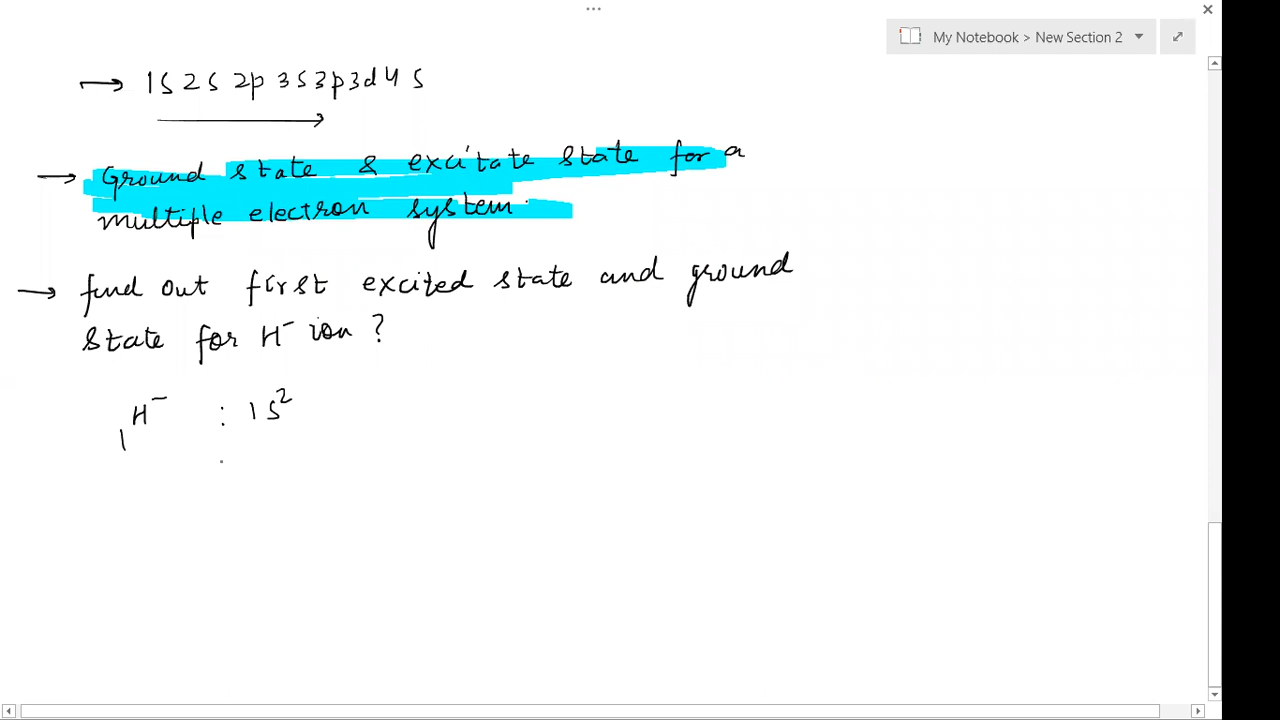 ...
My Notebook > New Section 2
→ 1s 2s 2p 3s 3p 3d 4s
→ Ground state & excitate state for a
multiple electron system.
→ find out first excited state and ground
state for H⁻ ion ?
₁H⁻ : 1s²